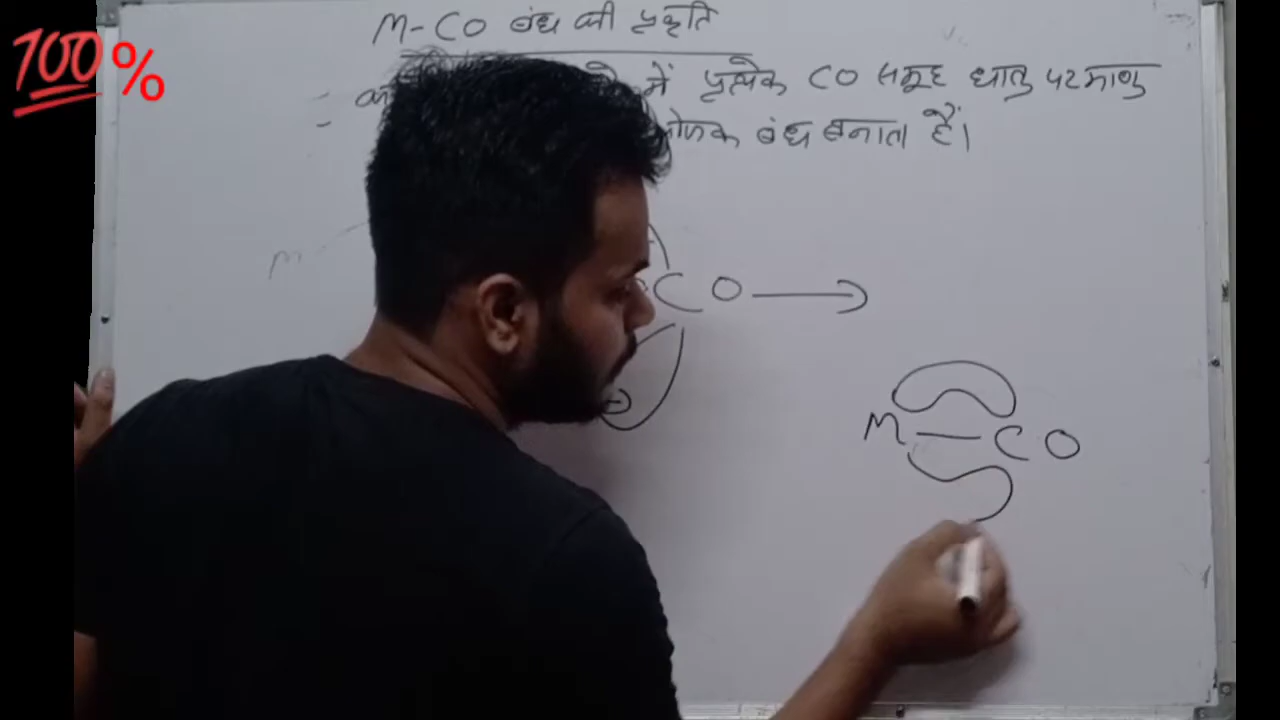 100%
M-CO बंध की प्रकृति
में प्रत्येक CO समूह धातु परमाणु
बंध बनाता है।
M
CO
M — CO